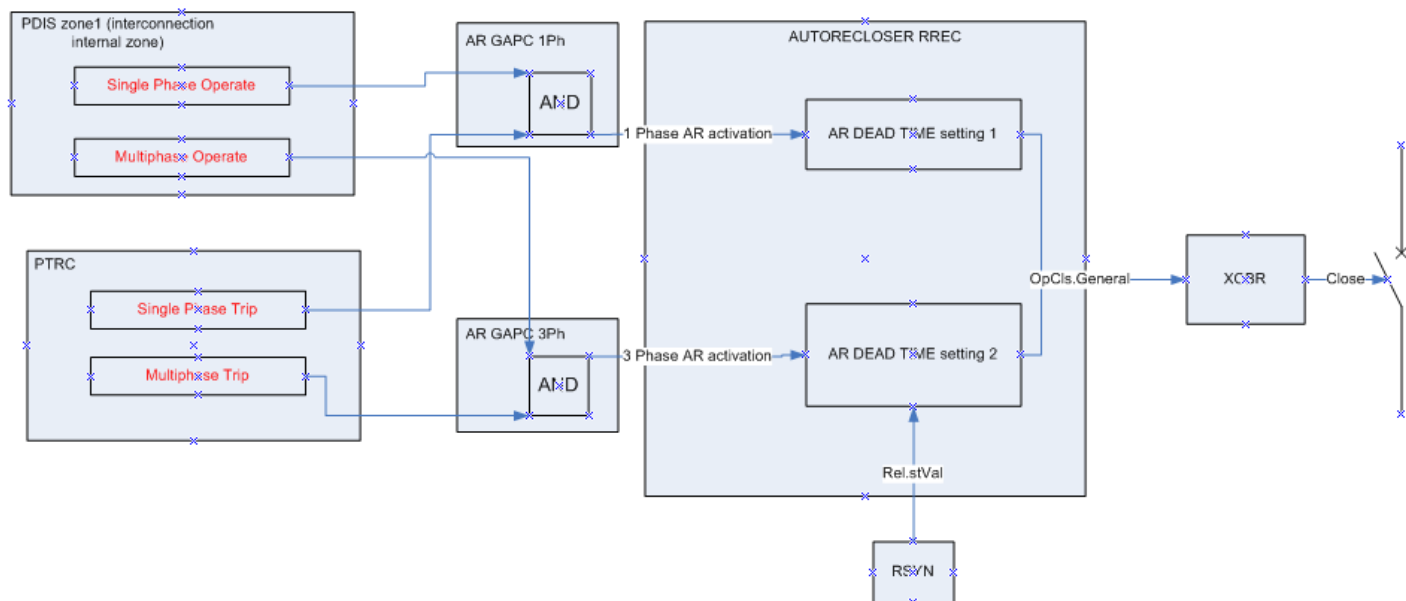 PDIS zone1 (interconnection
internal zone)
Single Phase Operate
Multiphase Operate
PTRC
Single Phase Trip
Multiphase Trip
AR GAPC 1Ph
AND
AR GAPC 3Ph
AND
1 Phase AR activation
3 Phase AR activation
AUTORECLOSER RREC
AR DEAD TIME setting 1
AR DEAD TIME setting 2
Rel.stVal
RSYN
OpCls.General
XCBR
Close